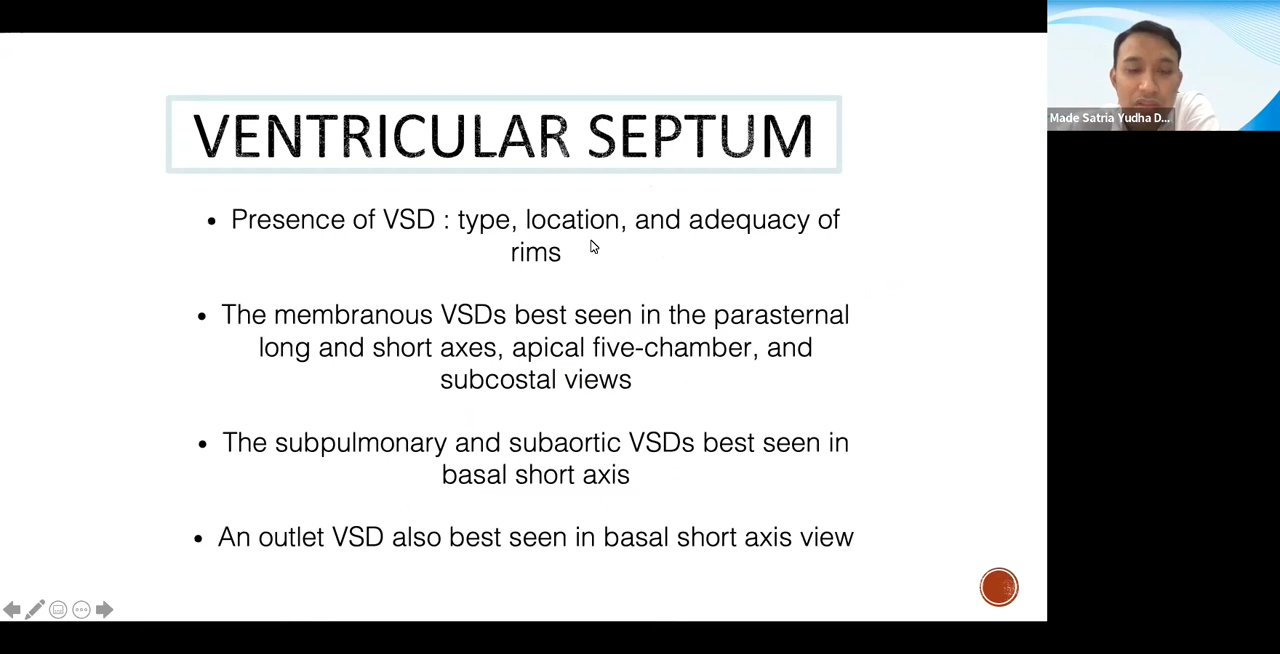 VENTRICULAR SEPTUM
• Presence of VSD : type, location, and adequacy of
rims
• The membranous VSDs best seen in the parasternal
long and short axes, apical five-chamber, and
subcostal views
• The subpulmonary and subaortic VSDs best seen in
basal short axis
• An outlet VSD also best seen in basal short axis view
Made Satria Yudha D...